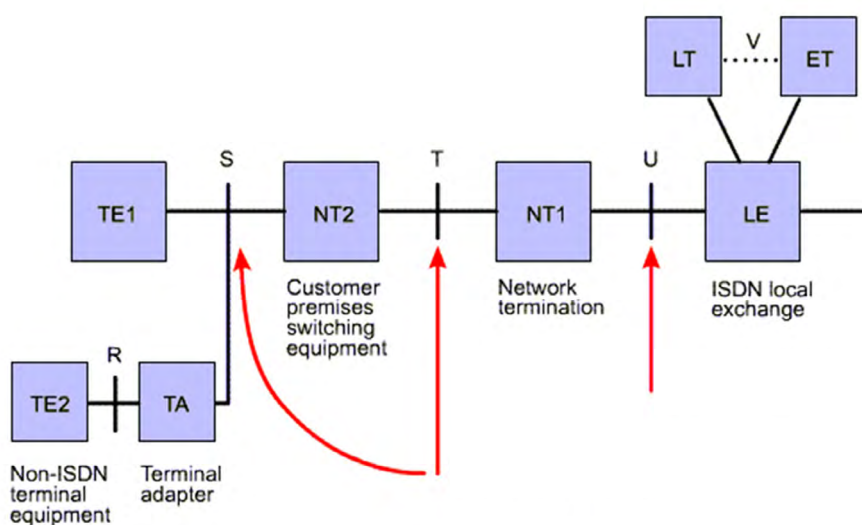 LT
V
ET
S
T
U
TE1
NT2
NT1
LE
Customer
premises
switching
equipment
Network
termination
ISDN local
exchange
R
TE2
TA
Non-ISDN
terminal
equipment
Terminal
adapter